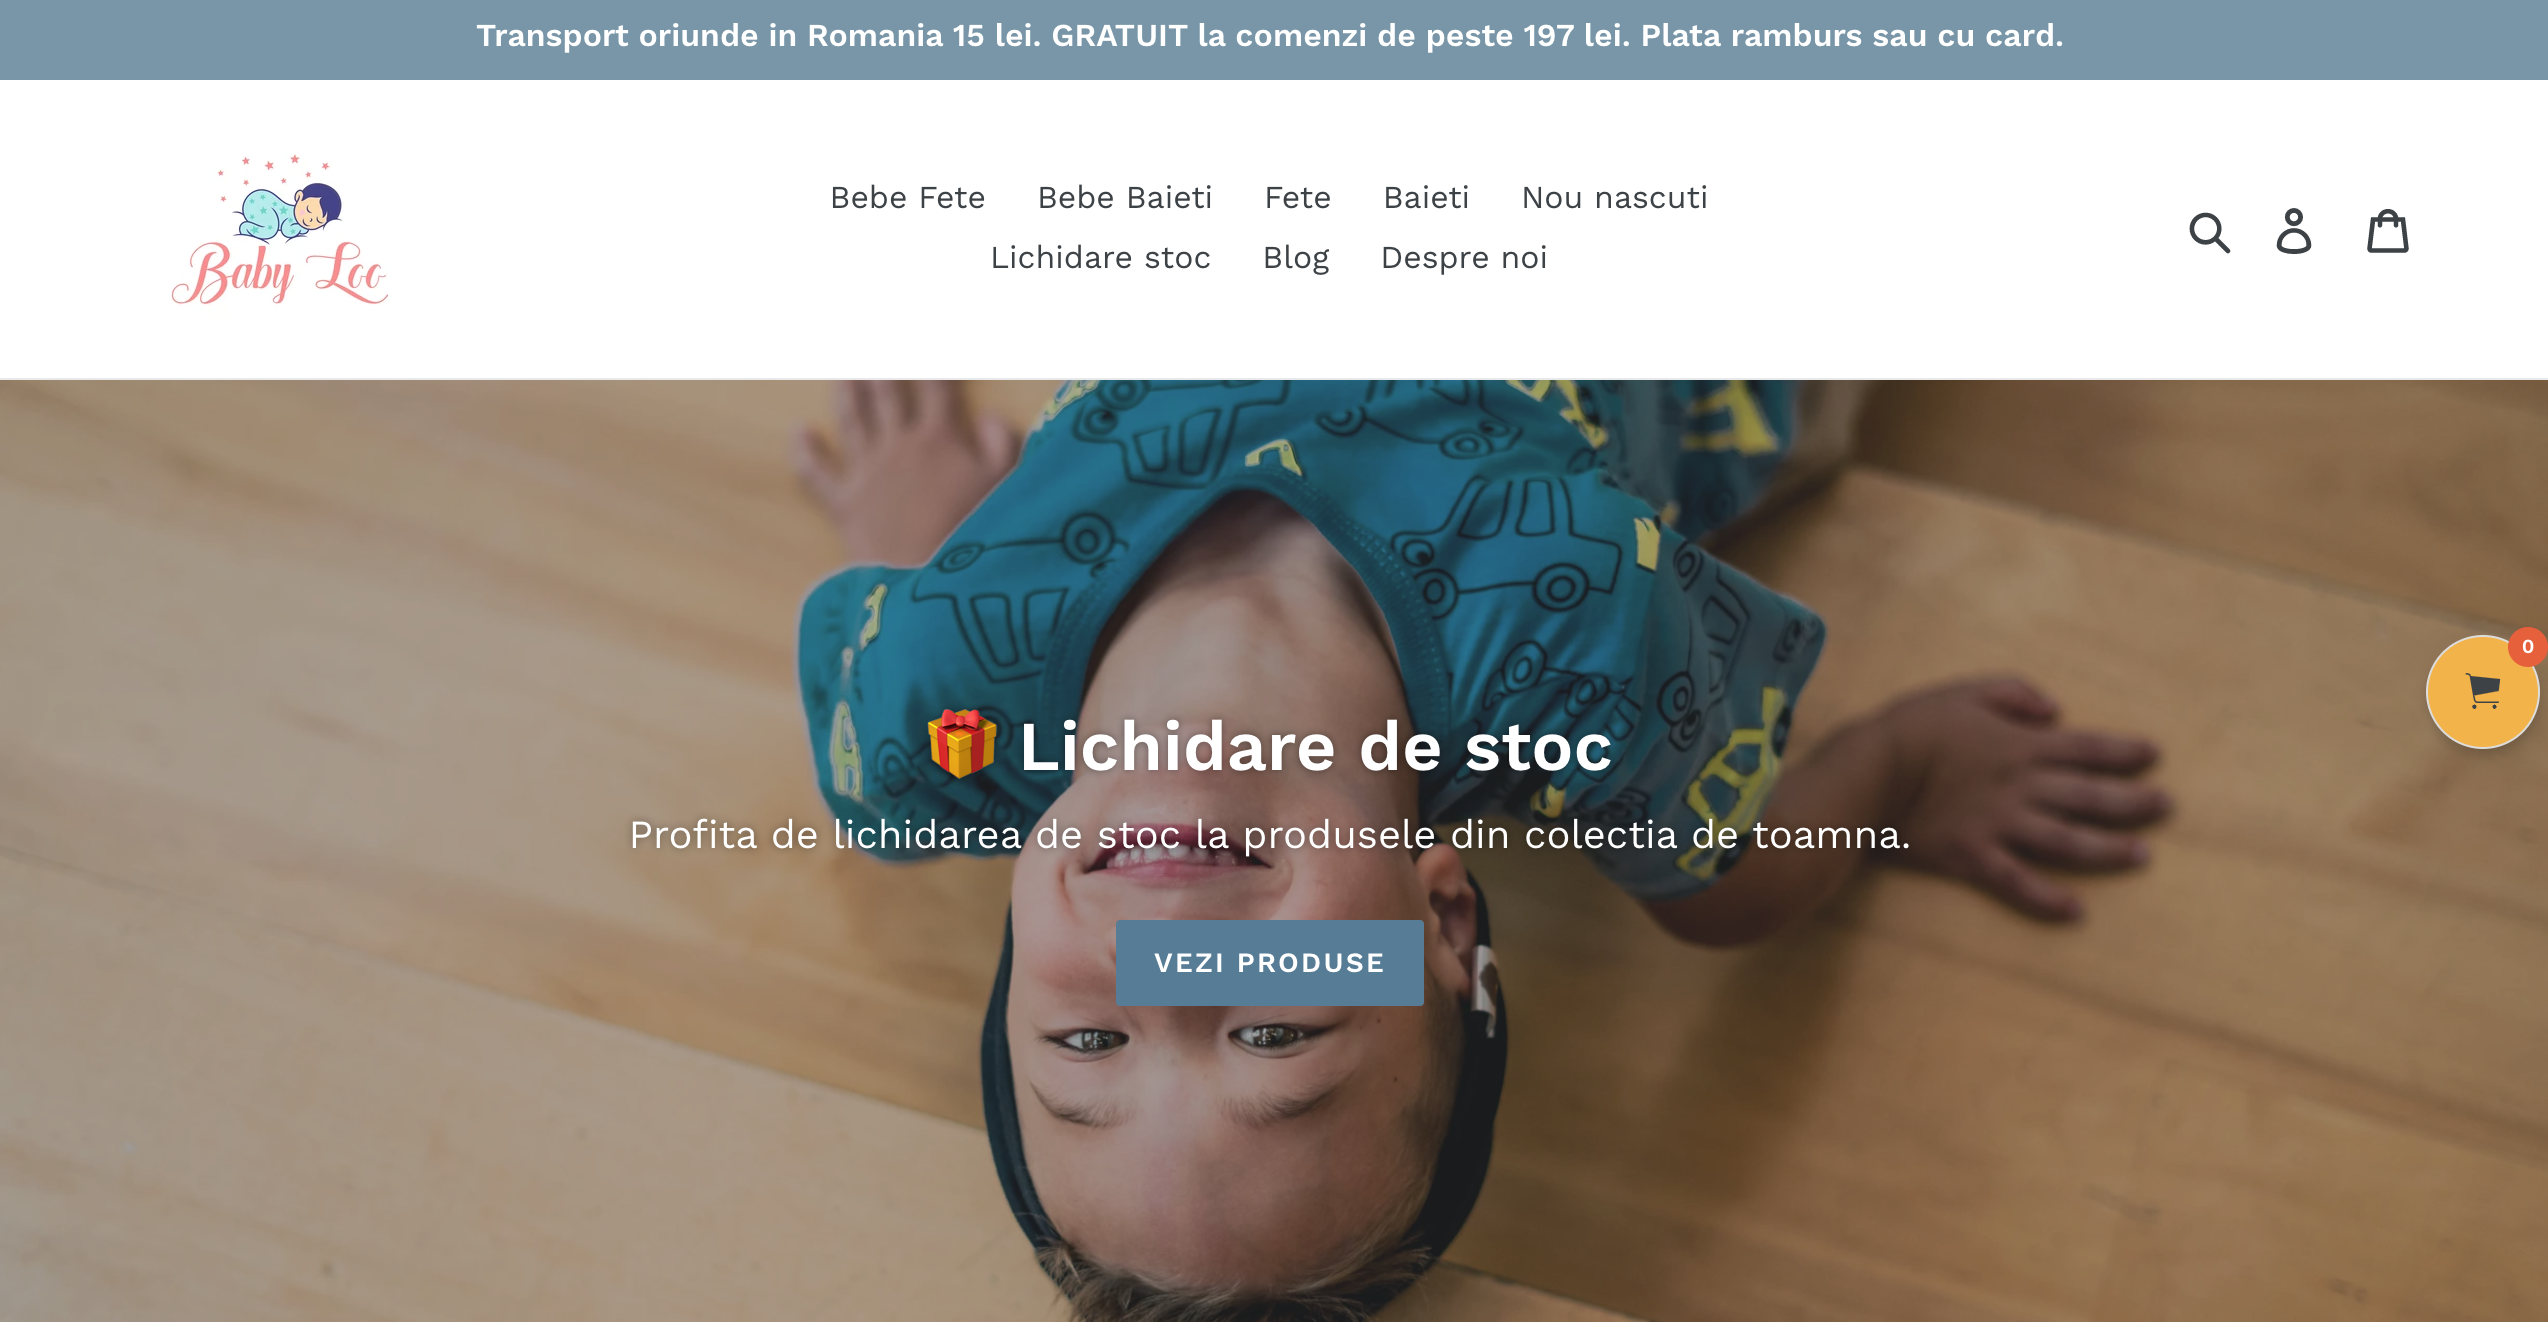 Transport oriunde in Romania 15 lei. GRATUIT la comenzi de peste 197 lei. Plata ramburs sau cu card.
Baby Loo
Bebe Fete Bebe Baieti Fete Baieti Nou nascuti
Lichidare stoc Blog Despre noi
0
Lichidare de stoc
Profita de lichidarea de stoc la produsele din colectia de toamna.
VEZI PRODUSE